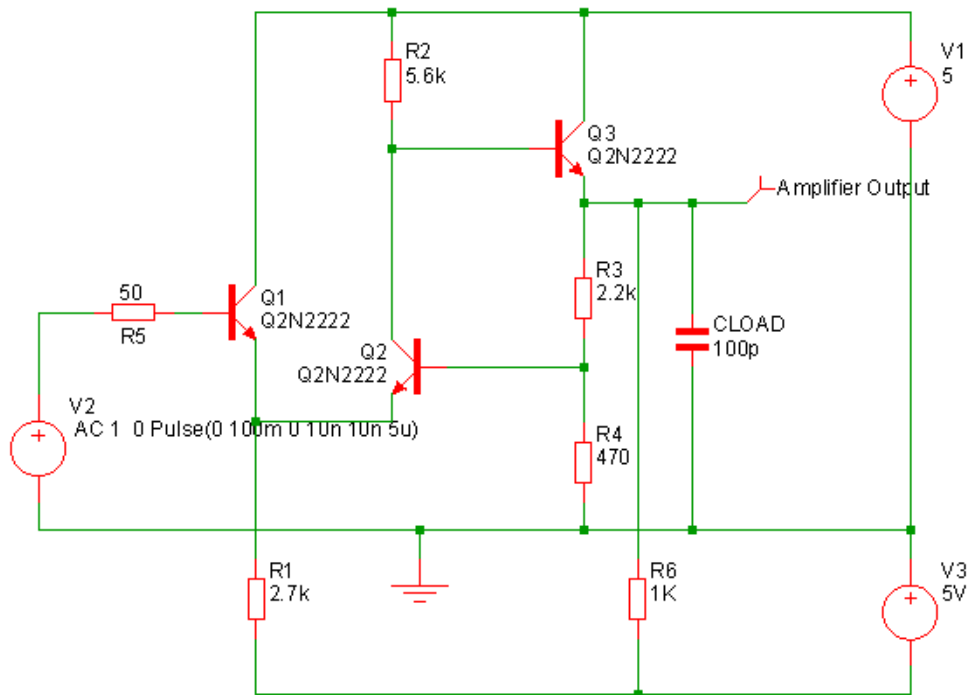 R2
5.6k
V1
5
Q3
Q2N2222
Amplifier Output
R3
2.2k
50
R5
Q1
Q2N2222
CLOAD
100p
Q2
Q2N2222
V2
AC 1 0 Pulse(0 100m 0 10n 10n 5u)
R4
470
R1
2.7k
R6
1K
V3
5V